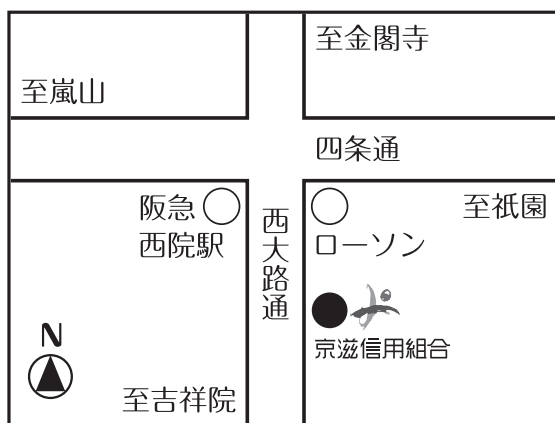 至金閣寺
至嵐山
四条通
阪急
西院駅
西大路通
至祇園
ローソン
京滋信用組合
N
至吉祥院